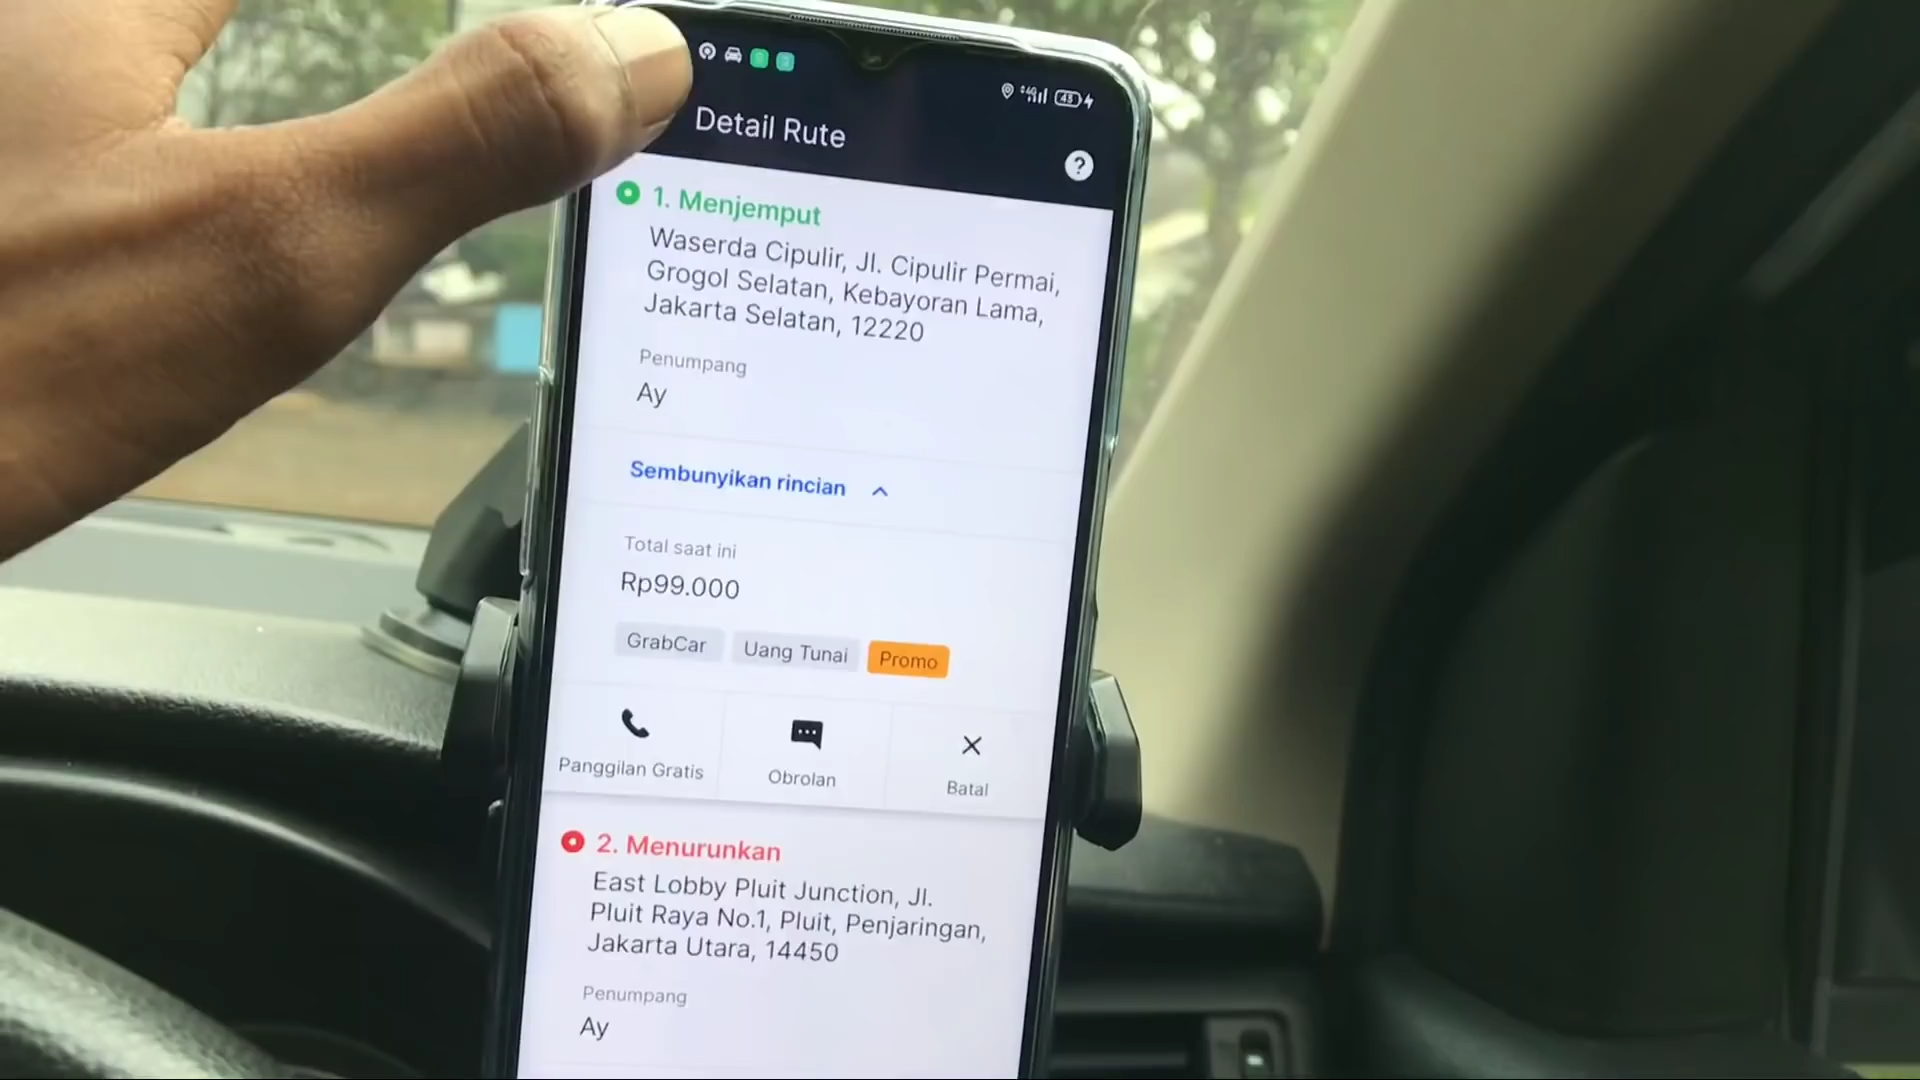 48
Detail Rute
?
1. Menjemput
Waserda Cipulir, Jl. Cipulir Permai,
Grogol Selatan, Kebayoran Lama,
Jakarta Selatan, 12220
Penumpang
Ay
Sembunyikan rincian
Total saat ini
Rp99.000
GrabCar Uang Tunai Promo
Panggilan Gratis Obrolan Batal
2. Menurunkan
East Lobby Pluit Junction, Jl.
Pluit Raya No.1, Pluit, Penjaringan,
Jakarta Utara, 14450
Penumpang
Ay